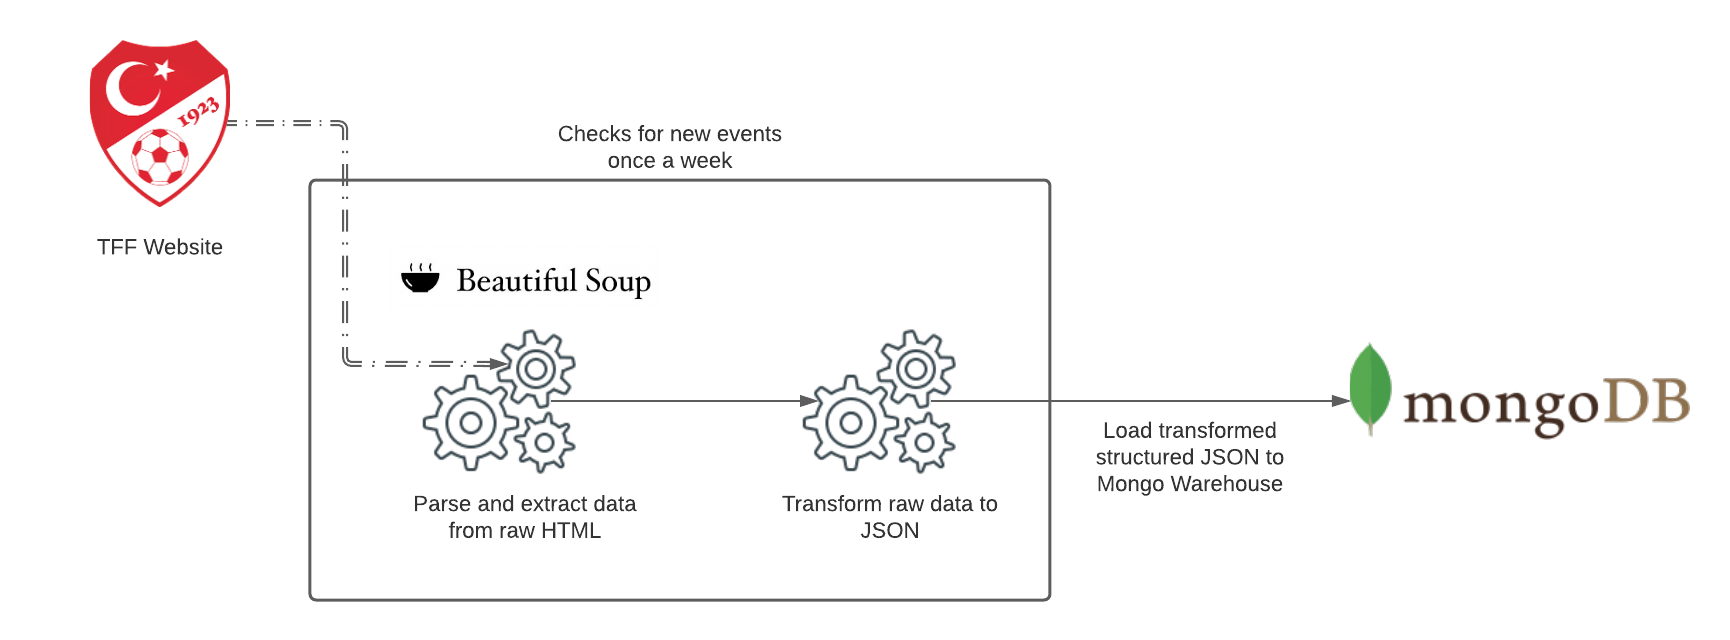 1923
TFF Website
Checks for new events
once a week
Beautiful Soup
Parse and extract data
from raw HTML
Transform raw data to
JSON
Load transformed
structured JSON to
Mongo Warehouse
mongoDB